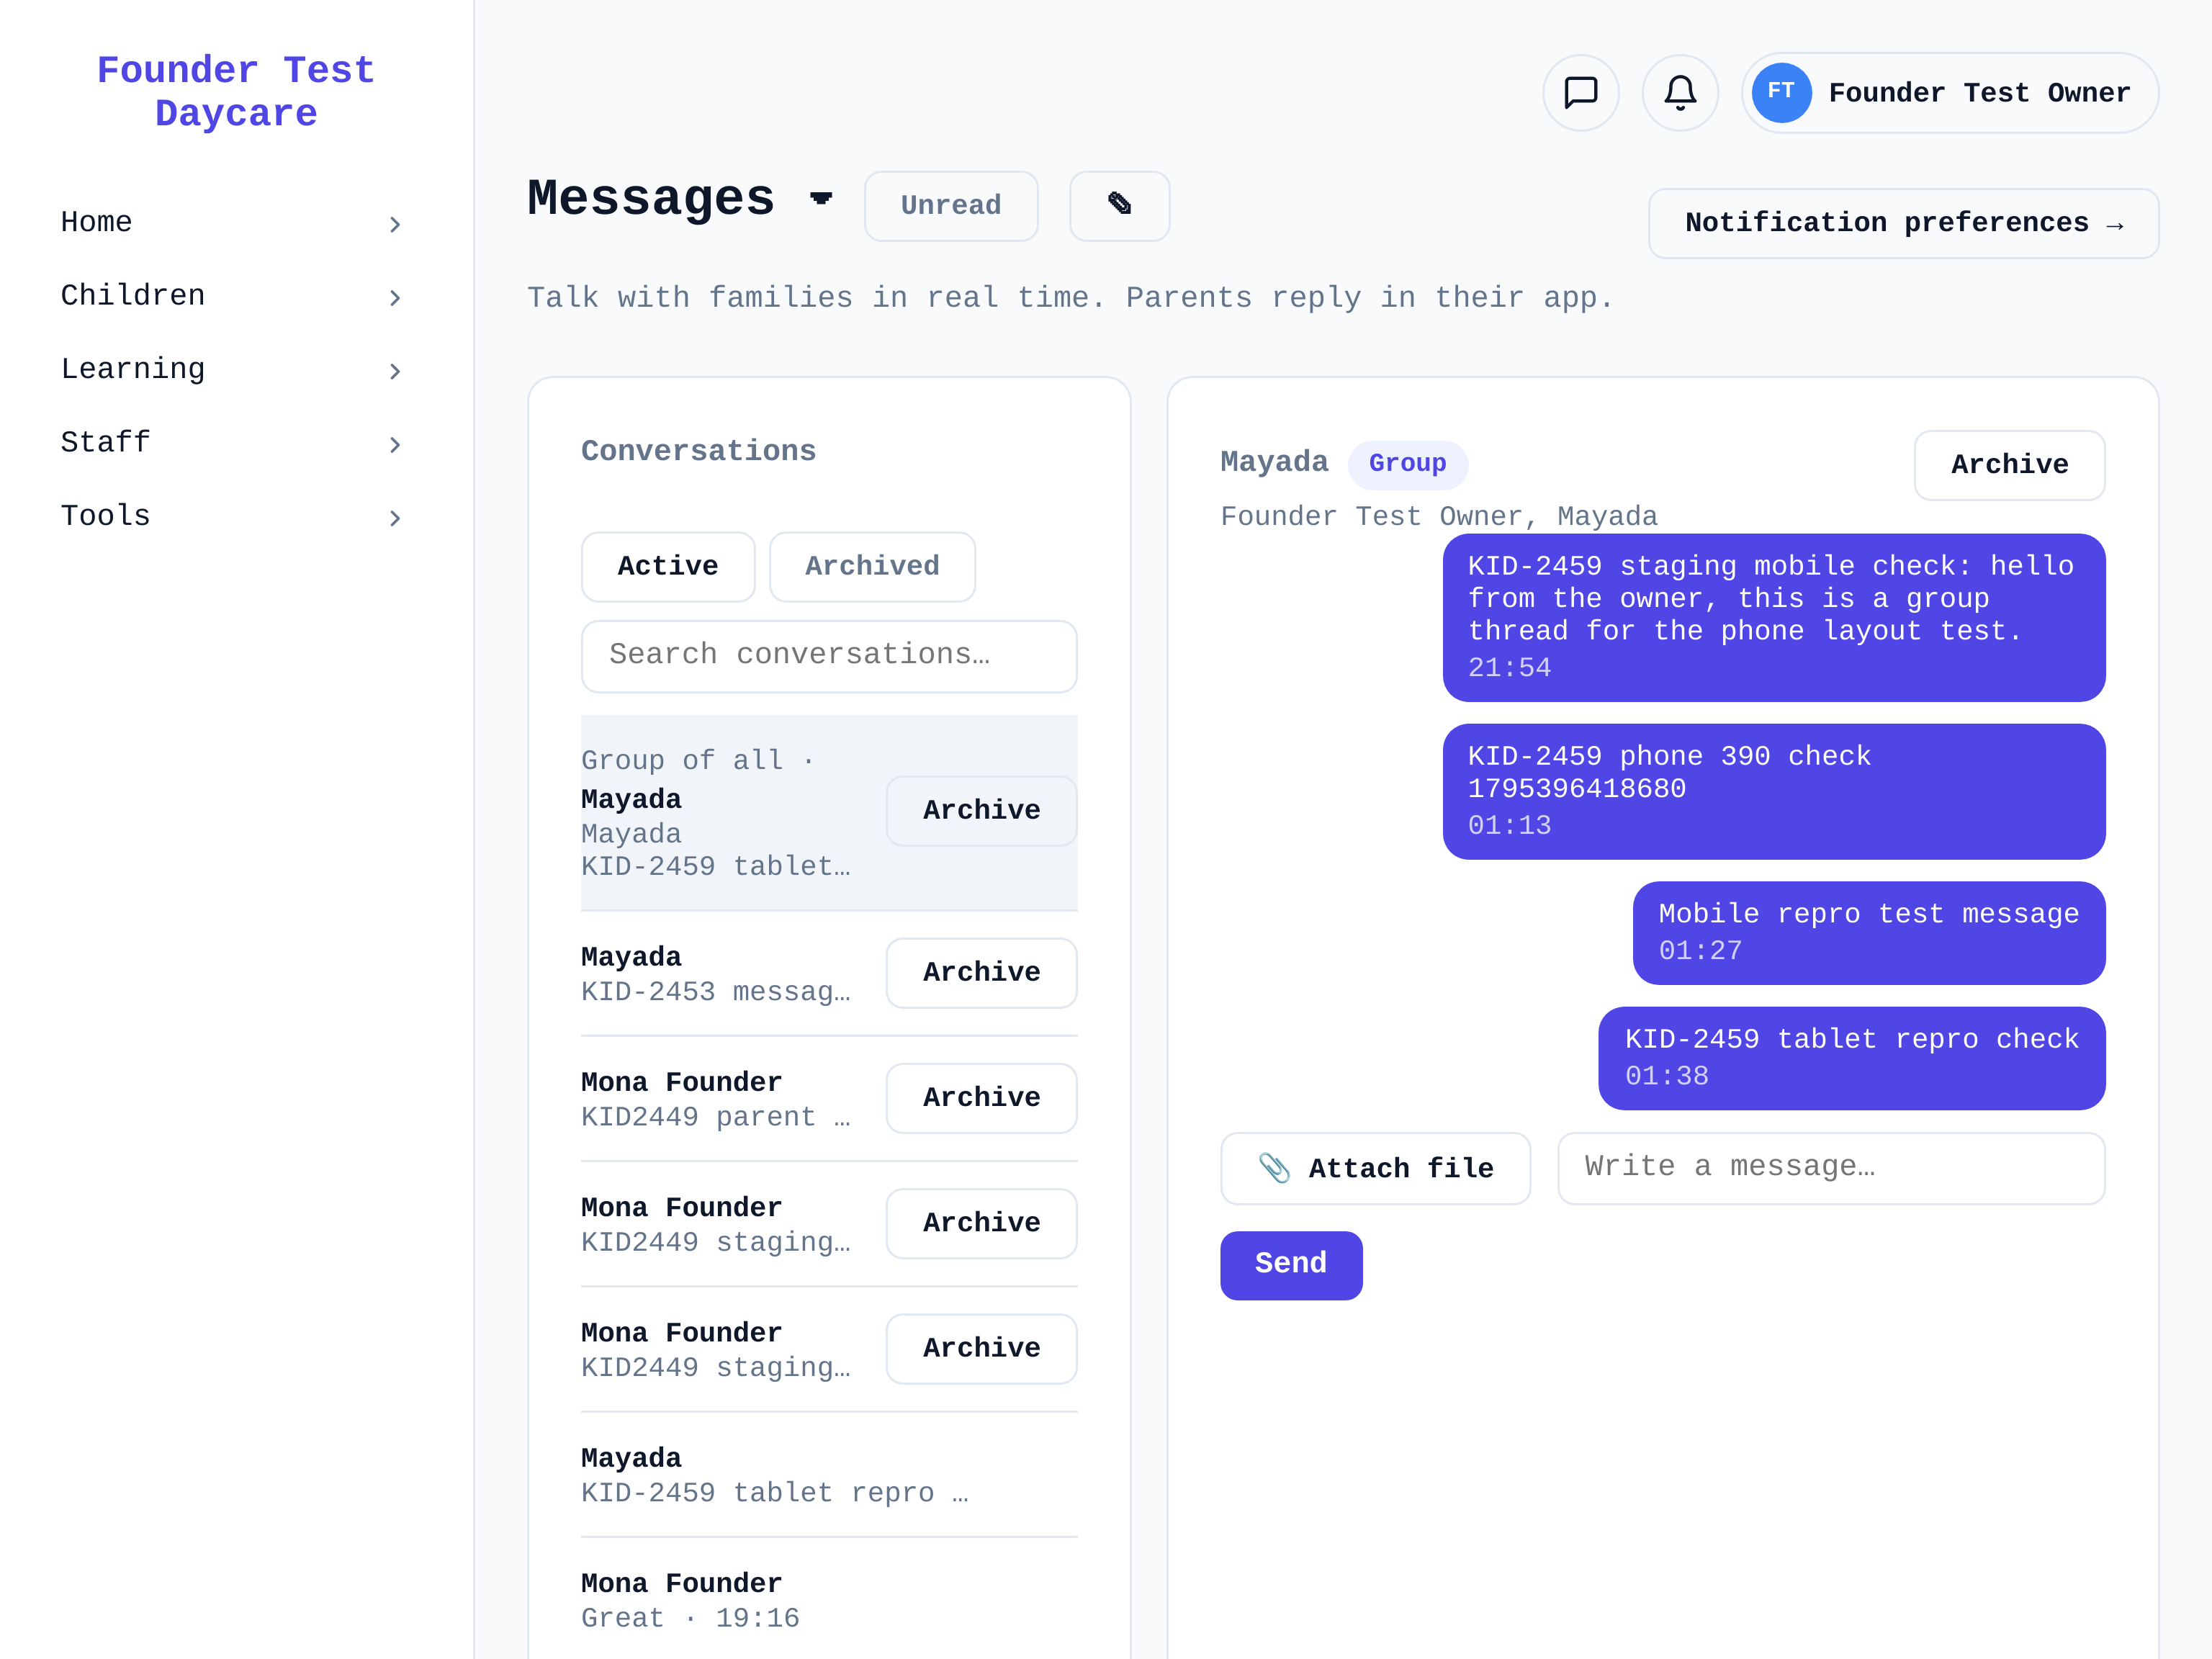 Founder Test
Daycare
Home
Children
Learning
Staff
Tools
FT
Founder Test Owner
Messages
Unread
Notification preferences →
Talk with families in real time. Parents reply in their app.
Conversations
Active
Archived
Search conversations…
Group of all ·
Mayada
Mayada
KID-2459 tablet…
Archive
Mayada
KID-2453 messag…
Archive
Mona Founder
KID2449 parent …
Archive
Mona Founder
KID2449 staging…
Archive
Mona Founder
KID2449 staging…
Archive
Mayada
KID-2459 tablet repro …
Mona Founder
Great · 19:16
Mayada
Group
Archive
Founder Test Owner, Mayada
KID-2459 staging mobile check: hello
from the owner, this is a group
thread for the phone layout test.
21:54
KID-2459 phone 390 check
1795396418680
01:13
Mobile repro test message
01:27
KID-2459 tablet repro check
01:38
Attach file
Write a message…
Send